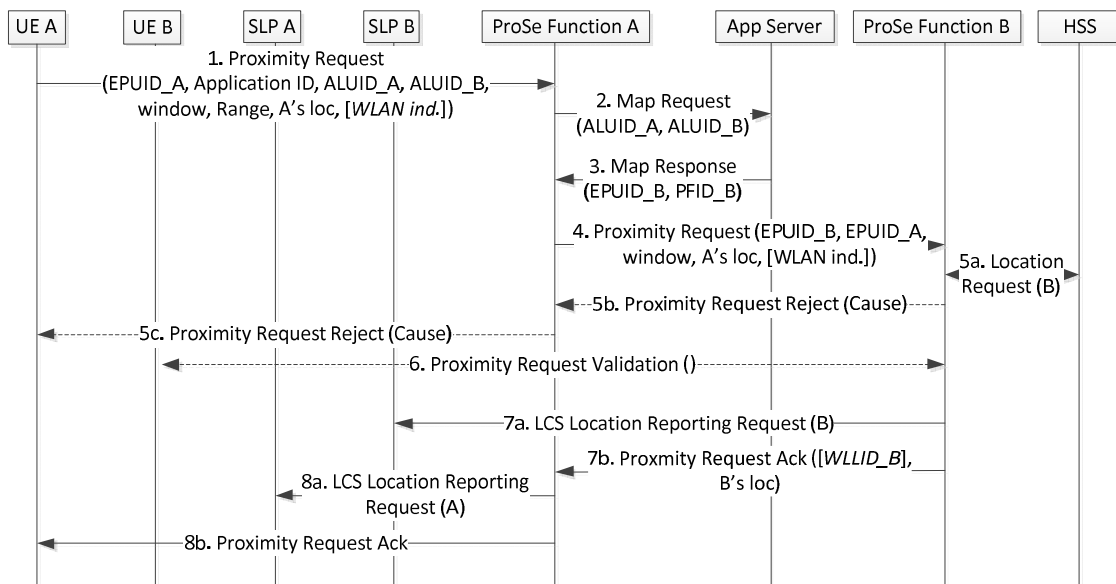 UE A
UE B
SLP A
SLP B
ProSe Function A
App Server
ProSe Function B
HSS
1. Proximity Request
(EPUID_A, Application ID, ALUID_A, ALUID_B,
window, Range, A's loc, [WLAN ind.])
2. Map Request
(ALUID_A, ALUID_B)
3. Map Response
(EPUID_B, PFID_B)
4. Proximity Request (EPUID_B, EPUID_A,
window, A's loc, [WLAN ind.])
5a. Location
Request (B)
5b. Proximity Request Reject (Cause)
5c. Proximity Request Reject (Cause)
6. Proximity Request Validation ()
7a. LCS Location Reporting Request (B)
7b. Proxmity Request Ack ([WLLID_B],
B's loc)
8a. LCS Location Reporting
Request (A)
8b. Proximity Request Ack